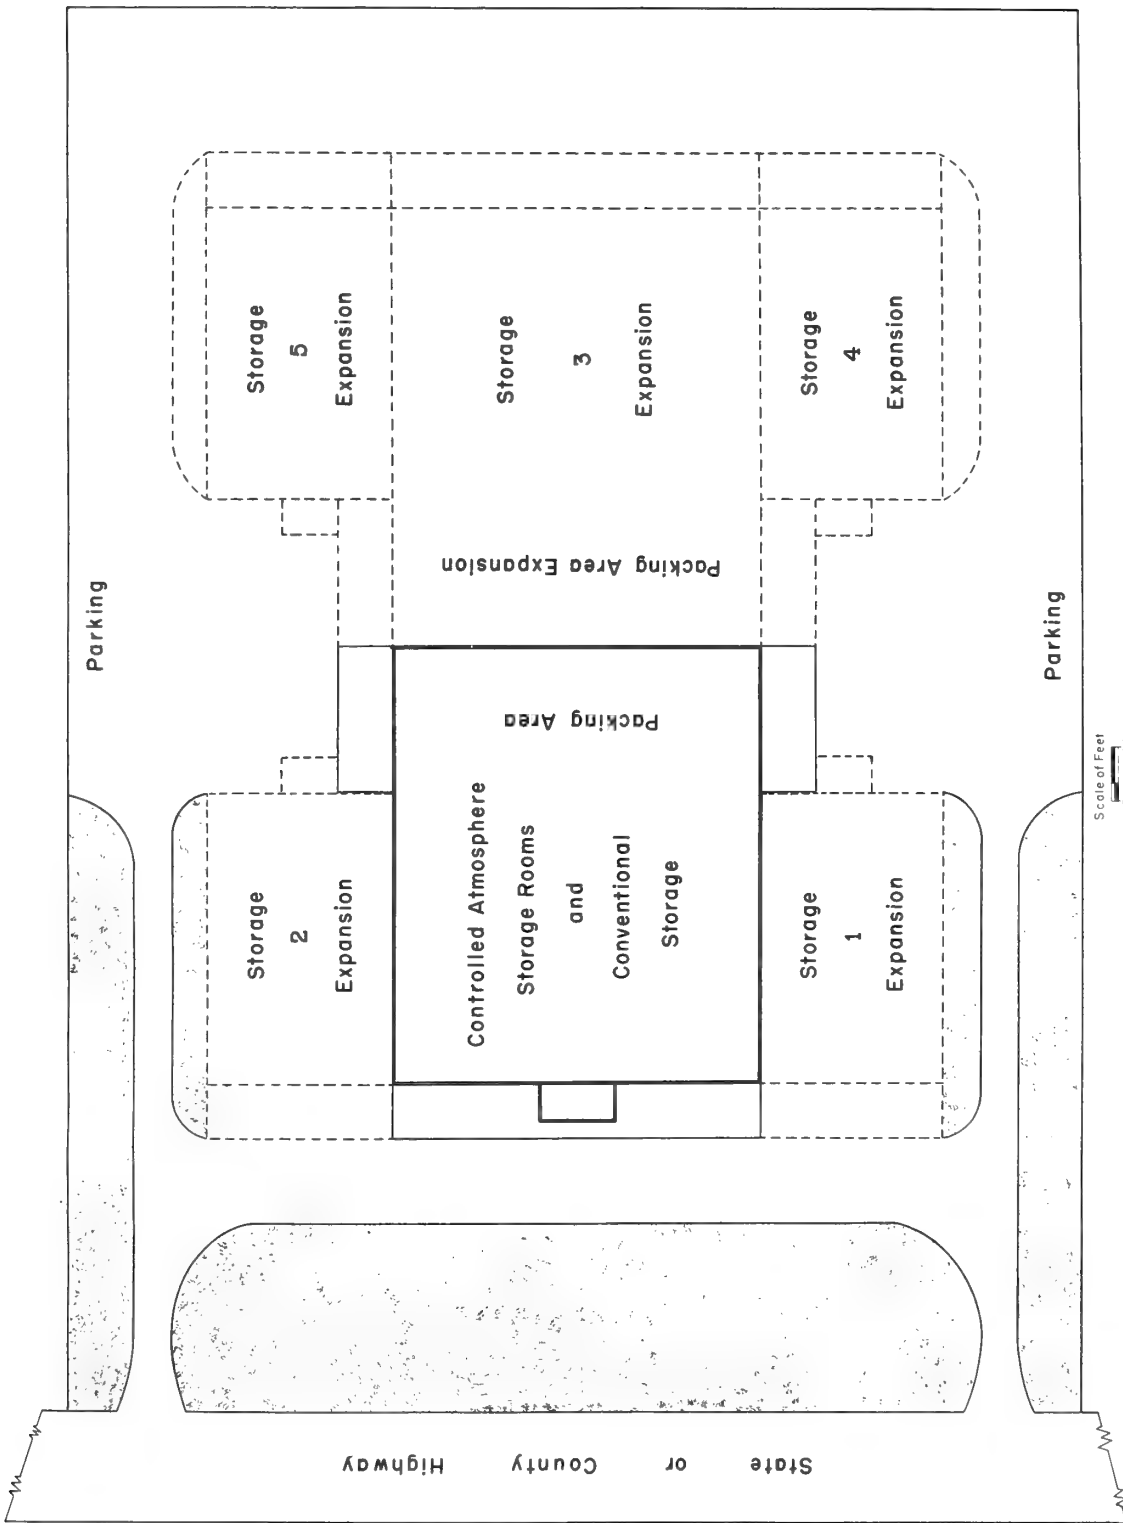 Parking
Storage
5
Expansion
Storage
3
Expansion
Storage
4
Expansion
Packing Area Expansion
Parking
Packing Area
Storage
2
Expansion
Controlled Atmosphere
Storage Rooms
and
Conventional
Storage
Storage
1
Expansion
Scale of Feet
State or County Highway